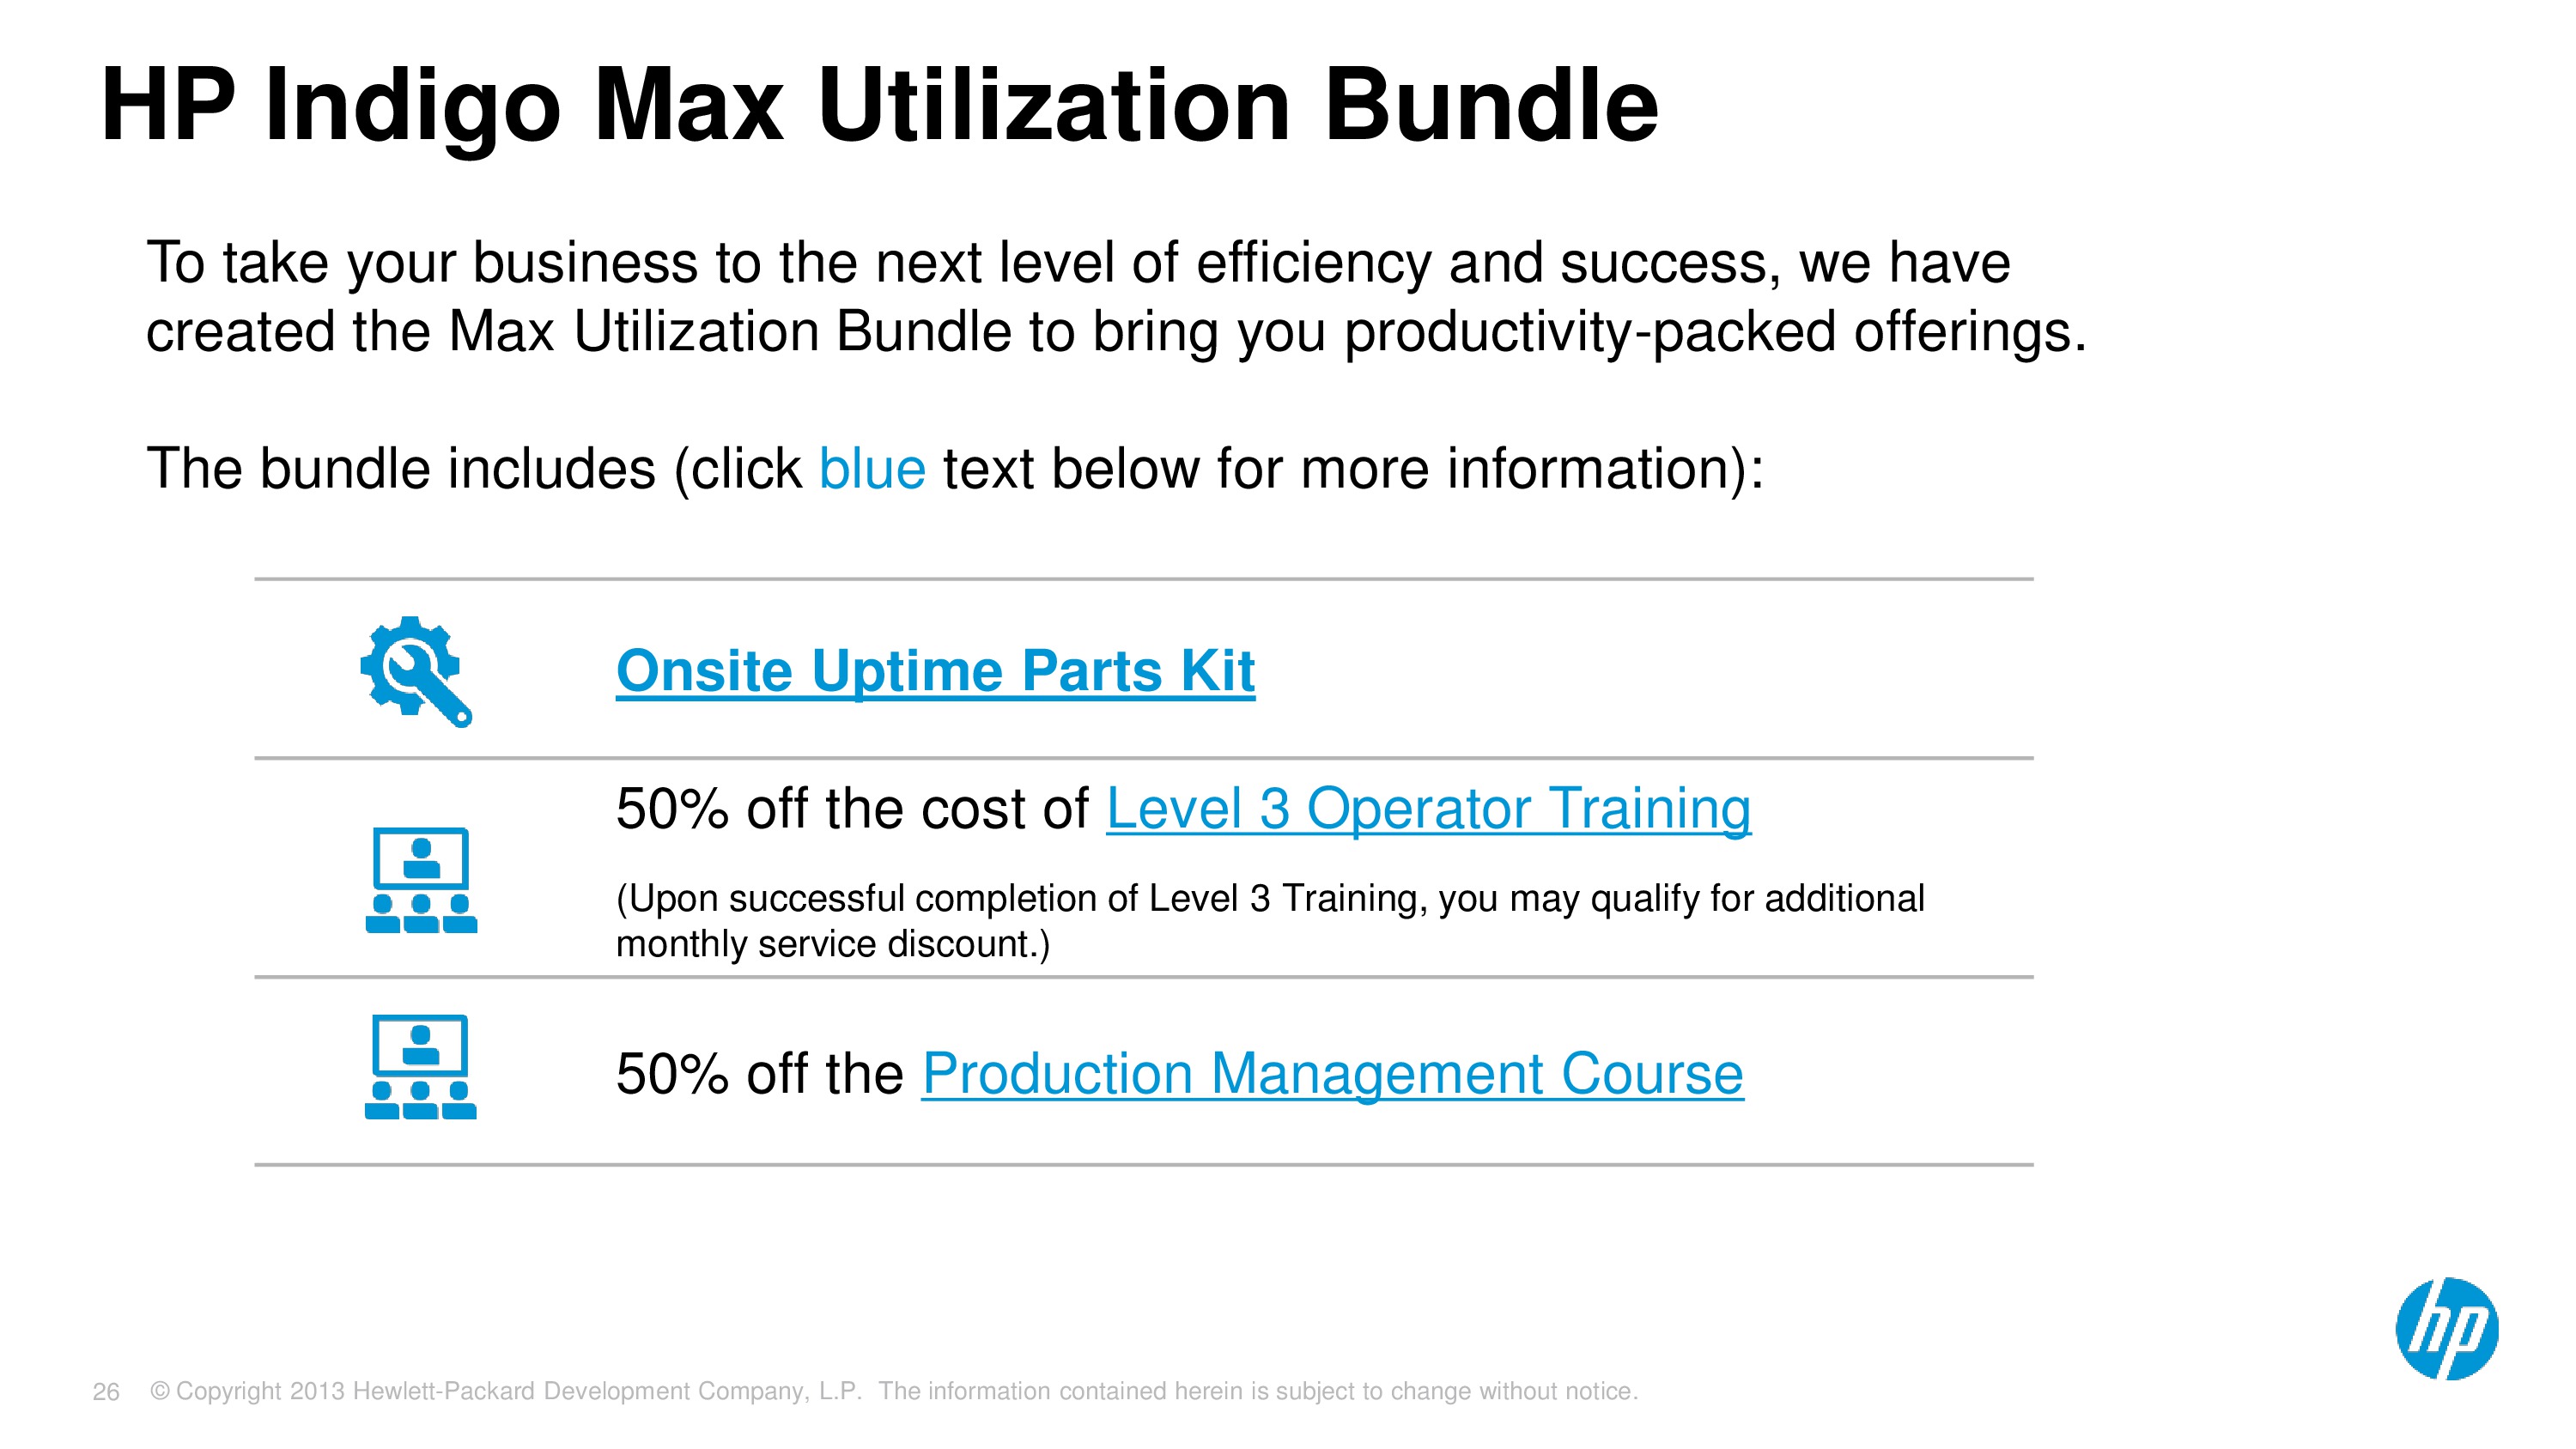 HP Indigo Max Utilization Bundle
To take your business to the next level of efficiency and success, we have
created the Max Utilization Bundle to bring you productivity-packed offerings.
The bundle includes (click blue text below for more information):
Onsite Uptime Parts Kit
50% off the cost of Level 3 Operator Training
(Upon successful completion of Level 3 Training, you may qualify for additional
monthly service discount.)
50% off the Production Management Course
hp
26 © Copyright 2013 Hewlett-Packard Development Company, L.P. The information contained herein is subject to change without notice.